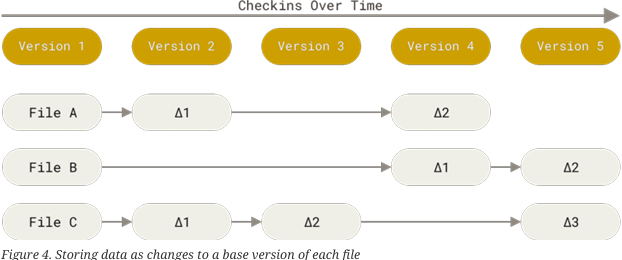 Checkins Over Time
Version 1 Version 2 Version 3 Version 4 Version 5
File A Δ1 Δ2
File B Δ1 Δ2
File C Δ1 Δ2 Δ3
Figure 4. Storing data as changes to a base version of each file